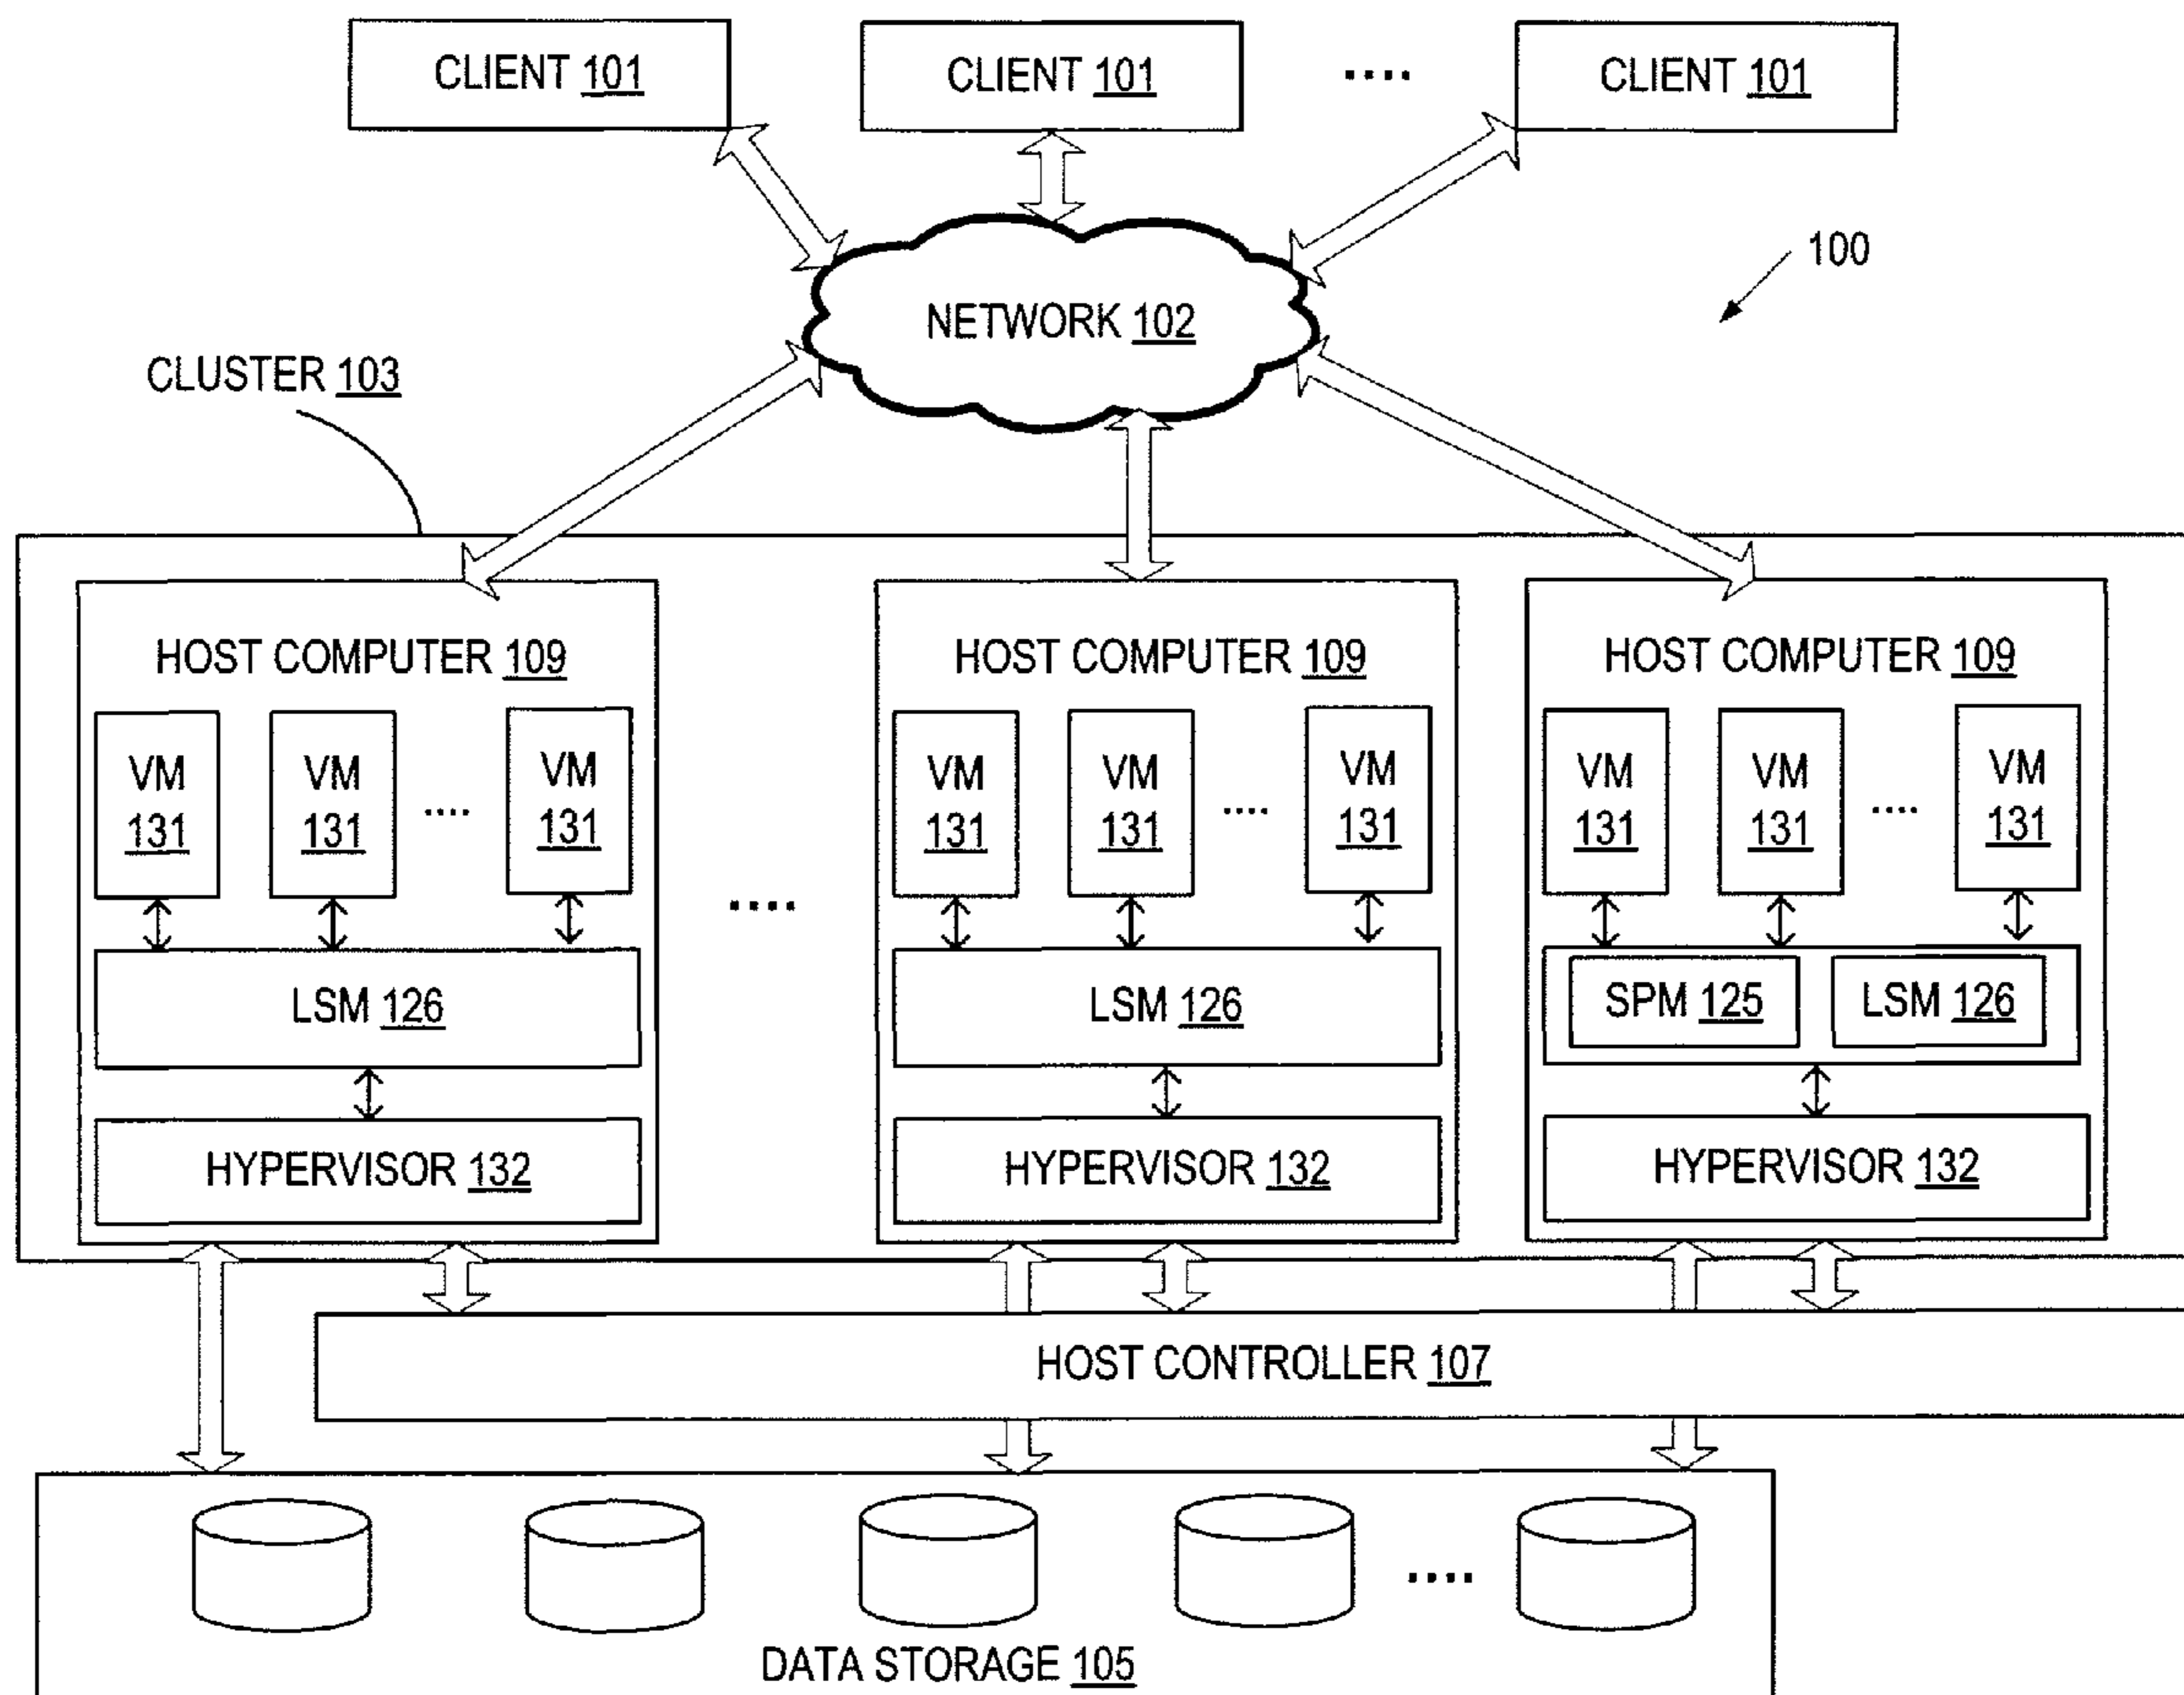 CLIENT 101 CLIENT 101 .... CLIENT 101
100
NETWORK 102
CLUSTER 103
HOST COMPUTER 109 HOST COMPUTER 109 HOST COMPUTER 109
VM VM VM VM VM VM VM VM VM
131 131 .... 131 131 131 .... 131 131 131 .... 131
....
LSM 126 LSM 126 SPM 125 LSM 126
HYPERVISOR 132 HYPERVISOR 132 HYPERVISOR 132
HOST CONTROLLER 107
....
DATA STORAGE 105